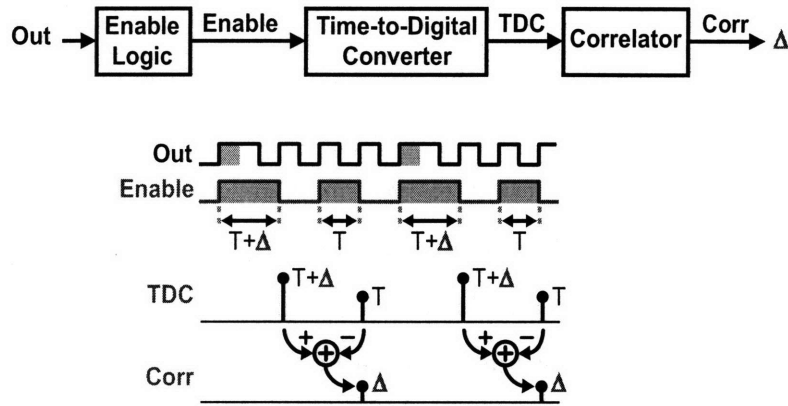 Out Enable Logic Enable Time-to-Digital Converter TDC Correlator Corr Δ
Out
Enable
T+Δ T T+Δ T
TDC T+Δ T T+Δ T
+ + − + + −
Corr Δ Δ